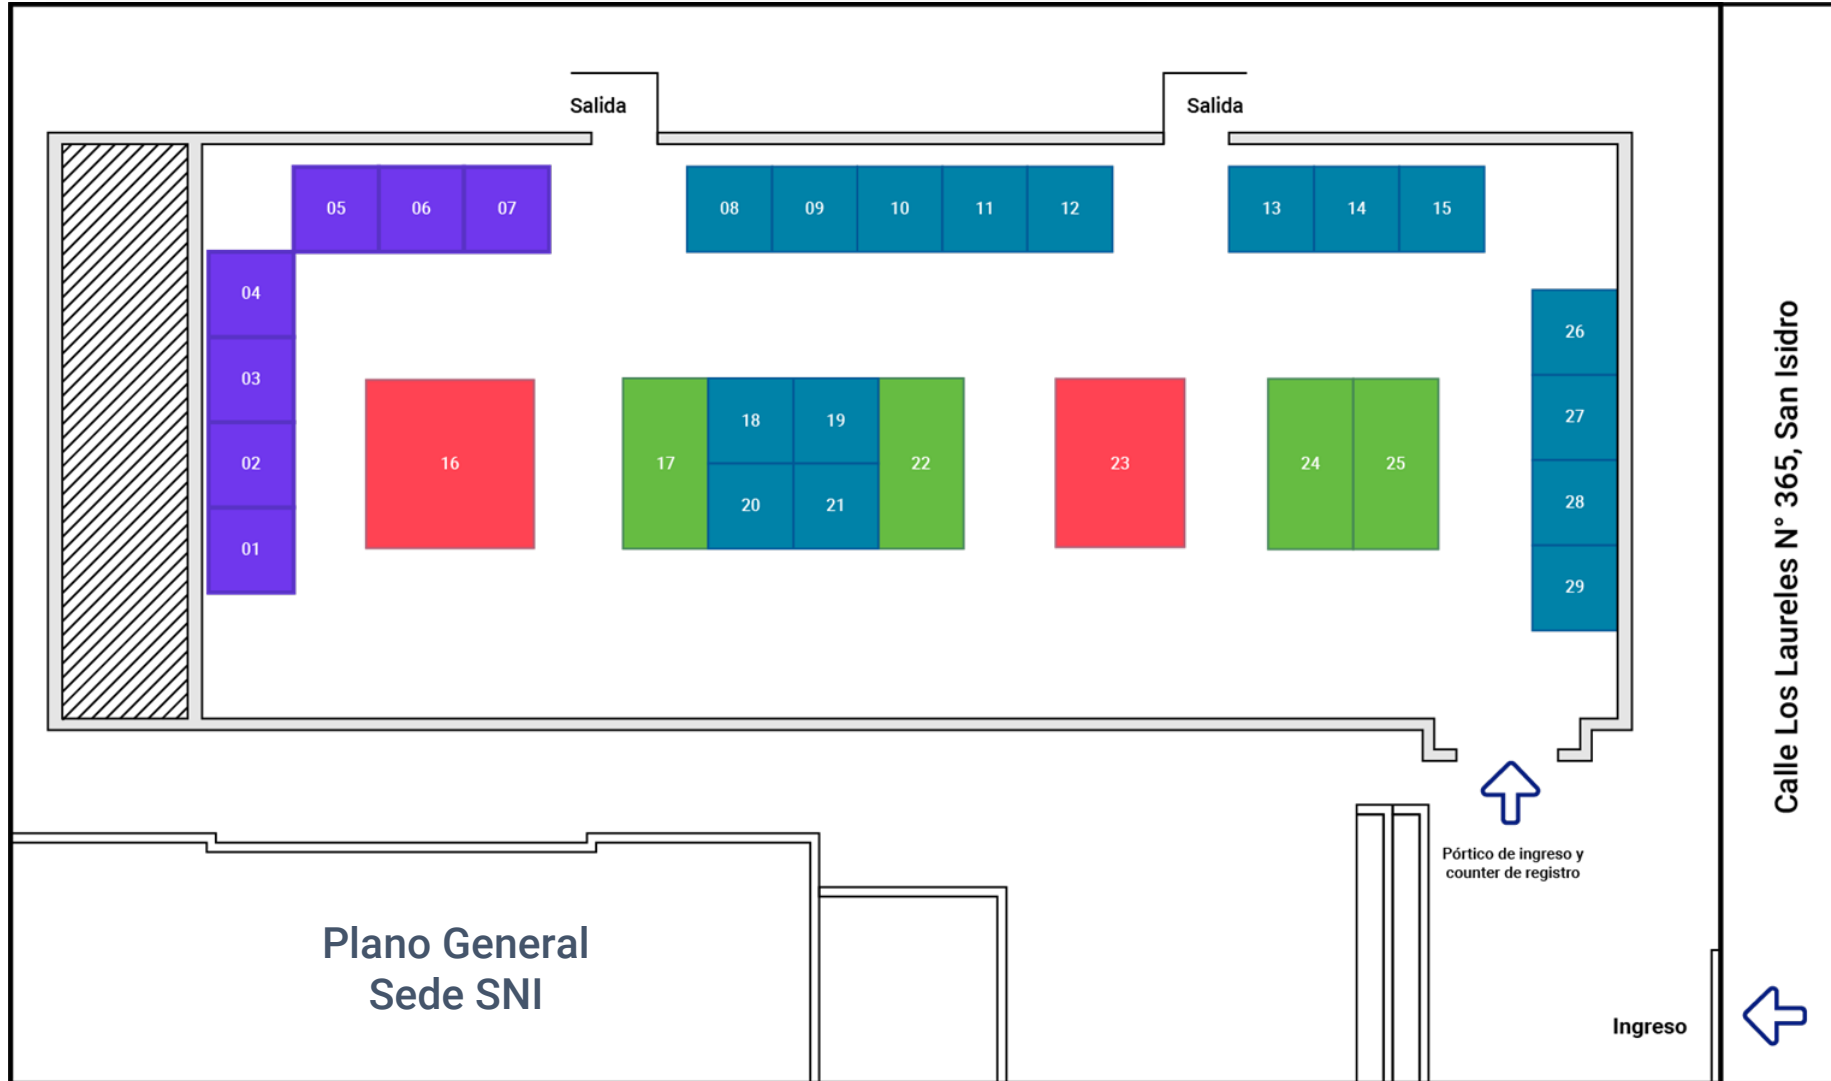 Salida
Salida
05 06 07
08 09 10 11 12
13 14 15
04
03
02
01
16
17
18 19
20 21
22
23
24 25
26
27
28
29
Calle Los Laureles N° 365, San Isidro
Pórtico de ingreso y
counter de registro
Plano General
Sede SNI
Ingreso